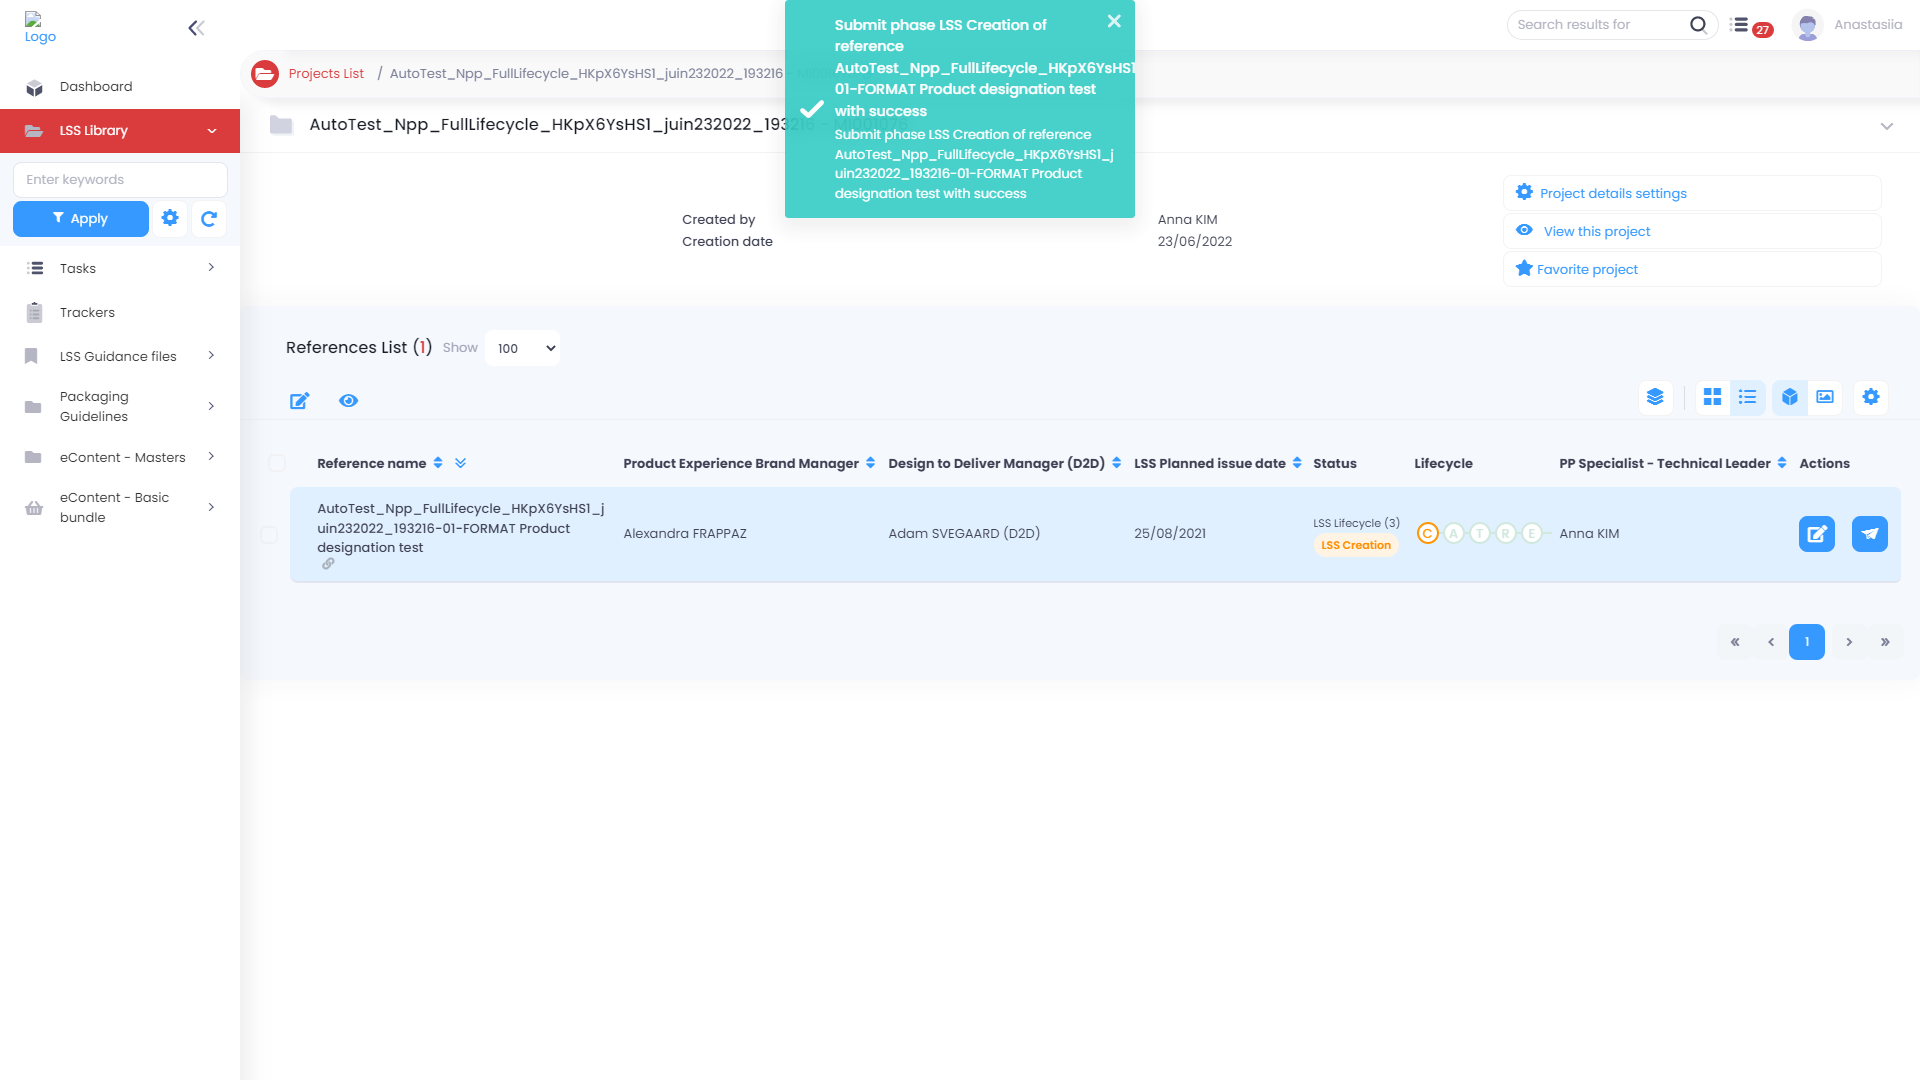 Logo
Search results for
27
Anastasiia
Dashboard
LSS Library
Enter keywords
Apply
Tasks
Trackers
LSS Guidance files
Packaging
Guidelines
eContent - Masters
eContent - Basic
bundle
Projects List / AutoTest_Npp_FullLifecycle_HKpX6YsHS1_juin232022_193216
AutoTest_Npp_FullLifecycle_HKpX6YsHS1_juin232022_193216
Submit phase LSS Creation of
reference
AutoTest_Npp_FullLifecycle_HKpX6YsHS1
01-FORMAT Product designation test
with success
Submit phase LSS Creation of reference
AutoTest_Npp_FullLifecycle_HKpX6YsHS1_j
uin232022_193216-01-FORMAT Product
designation test with success
Created by
Anna KIM
Creation date
23/06/2022
Project details settings
View this project
Favorite project
References List (1) Show 100
Reference name
Product Experience Brand Manager
Design to Deliver Manager (D2D)
LSS Planned issue date
Status
Lifecycle
PP Specialist - Technical Leader
Actions
AutoTest_Npp_FullLifecycle_HKpX6YsHS1_j
uin232022_193216-01-FORMAT Product
designation test
Alexandra FRAPPAZ
Adam SVEGAARD (D2D)
25/08/2021
LSS Lifecycle (3)
LSS Creation
C A T R E
Anna KIM
« ‹ 1 › »